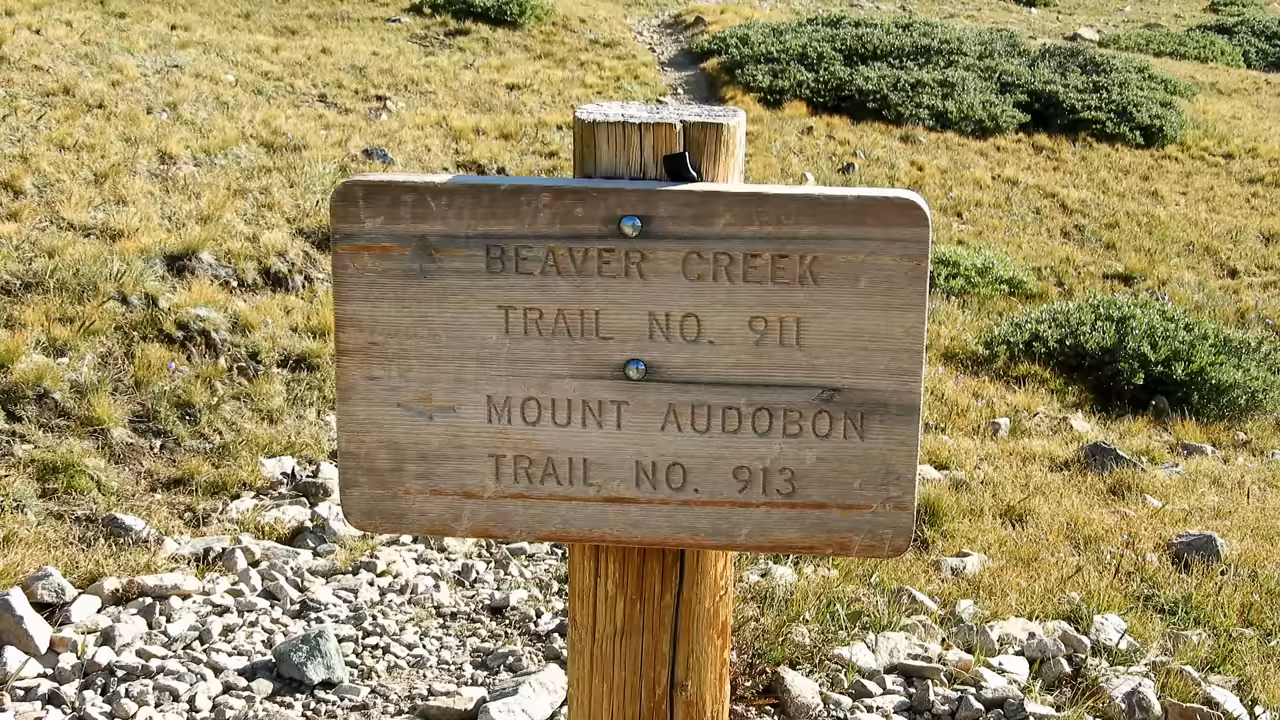 BEAVER CREEK
TRAIL NO. 911
MOUNT AUDOBON
TRAIL NO. 913